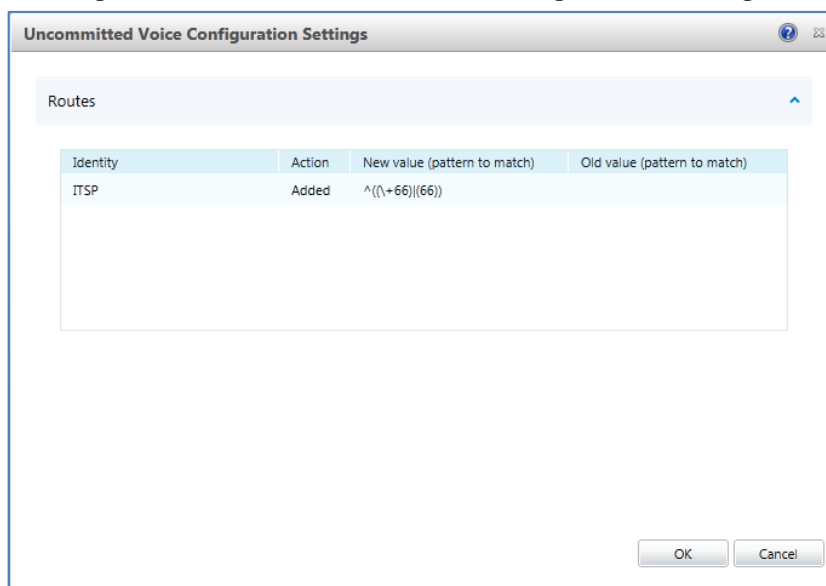 Uncommitted Voice Configuration Settings
Routes
Identity Action New value (pattern to match) Old value (pattern to match)
ITSP Added ^((\+66)|(66))
OK Cancel